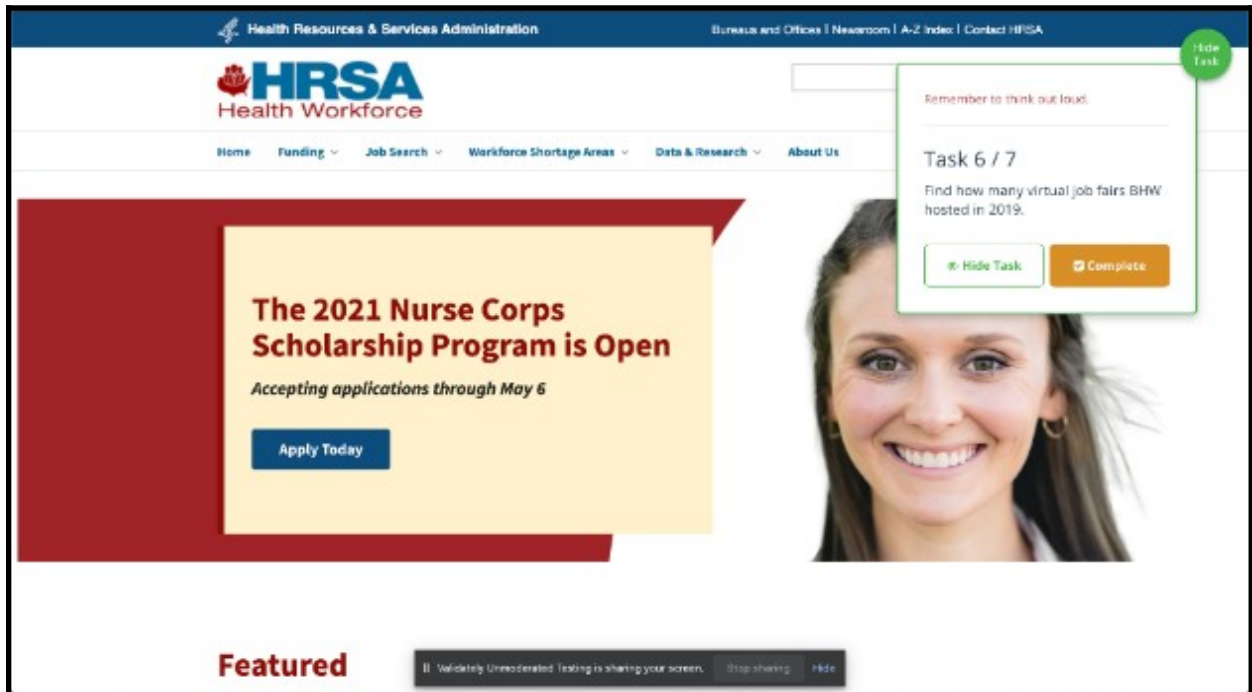 Health Resources & Services Administration
Bureaus and Offices | Newsroom | A-Z Index | Contact HRSA
Hide
Task
HRSA
Health Workforce
Remember to think out loud.
Home Funding Job Search Workforce Shortage Areas Data & Research About Us
Task 6 / 7
Find how many virtual job fairs BHW
hosted in 2019.
Hide Task
Complete
The 2021 Nurse Corps
Scholarship Program is Open
Accepting applications through May 6
Apply Today
Featured
Validately Unmoderated Testing is sharing your screen. Stop sharing Hide